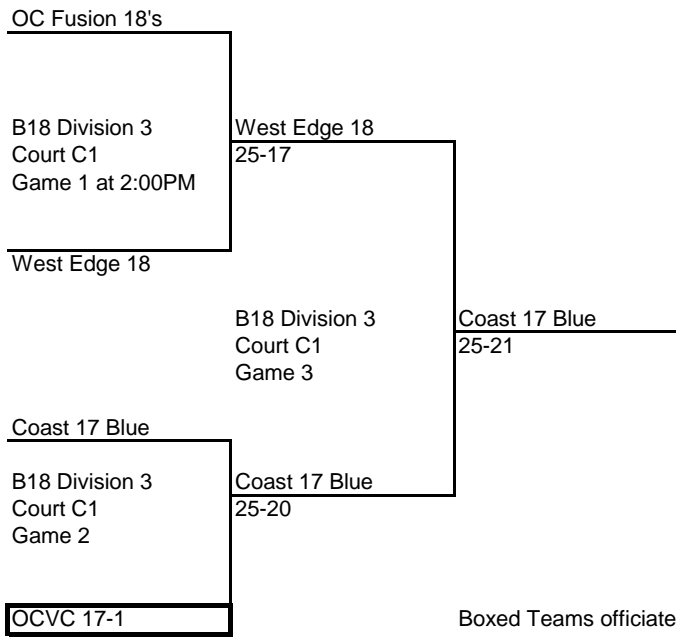 OC Fusion 18's
B18 Division 3
Court C1
Game 1 at 2:00PM
West Edge 18
25-17
West Edge 18
B18 Division 3
Court C1
Game 3
Coast 17 Blue
25-21
Coast 17 Blue
B18 Division 3
Court C1
Game 2
Coast 17 Blue
25-20
OCVC 17-1
Boxed Teams officiate